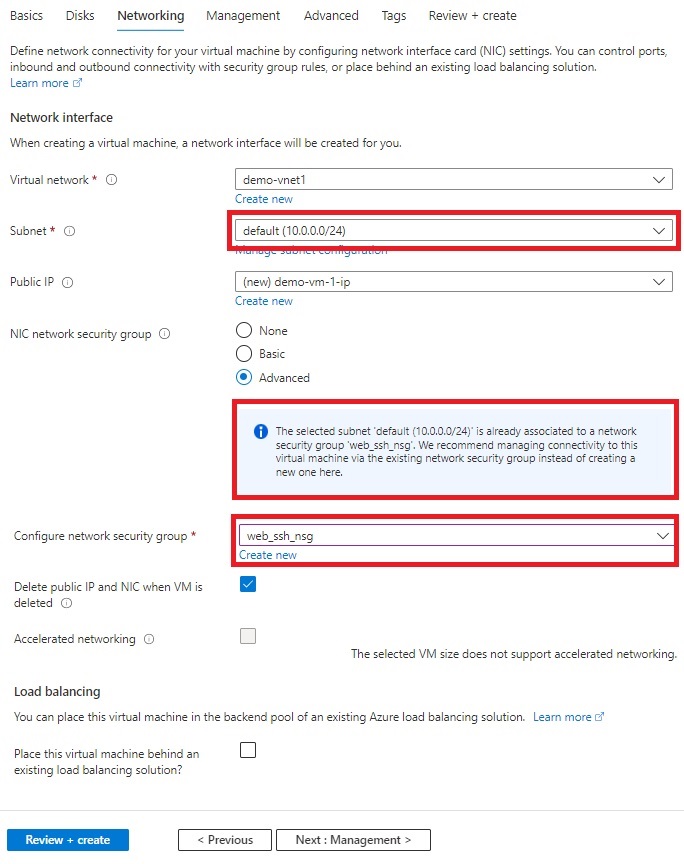 Basics Disks Networking Management Advanced Tags Review + create
Define network connectivity for your virtual machine by configuring network interface card (NIC) settings. You can control ports,
inbound and outbound connectivity with security group rules, or place behind an existing load balancing solution.
Learn more
Network interface
When creating a virtual machine, a network interface will be created for you.
Virtual network * demo-vnet1
Create new
Subnet * default (10.0.0.0/24)
Manage subnet configuration
Public IP (new) demo-vm-1-ip
Create new
NIC network security group None
Basic
Advanced
The selected subnet 'default (10.0.0.0/24)' is already associated to a network
security group 'web_ssh_nsg'. We recommend managing connectivity to this
virtual machine via the existing network security group instead of creating a
new one here.
Configure network security group * web_ssh_nsg
Create new
Delete public IP and NIC when VM is
deleted
Accelerated networking
The selected VM size does not support accelerated networking.
Load balancing
You can place this virtual machine in the backend pool of an existing Azure load balancing solution. Learn more
Place this virtual machine behind an
existing load balancing solution?
Review + create < Previous Next : Management >